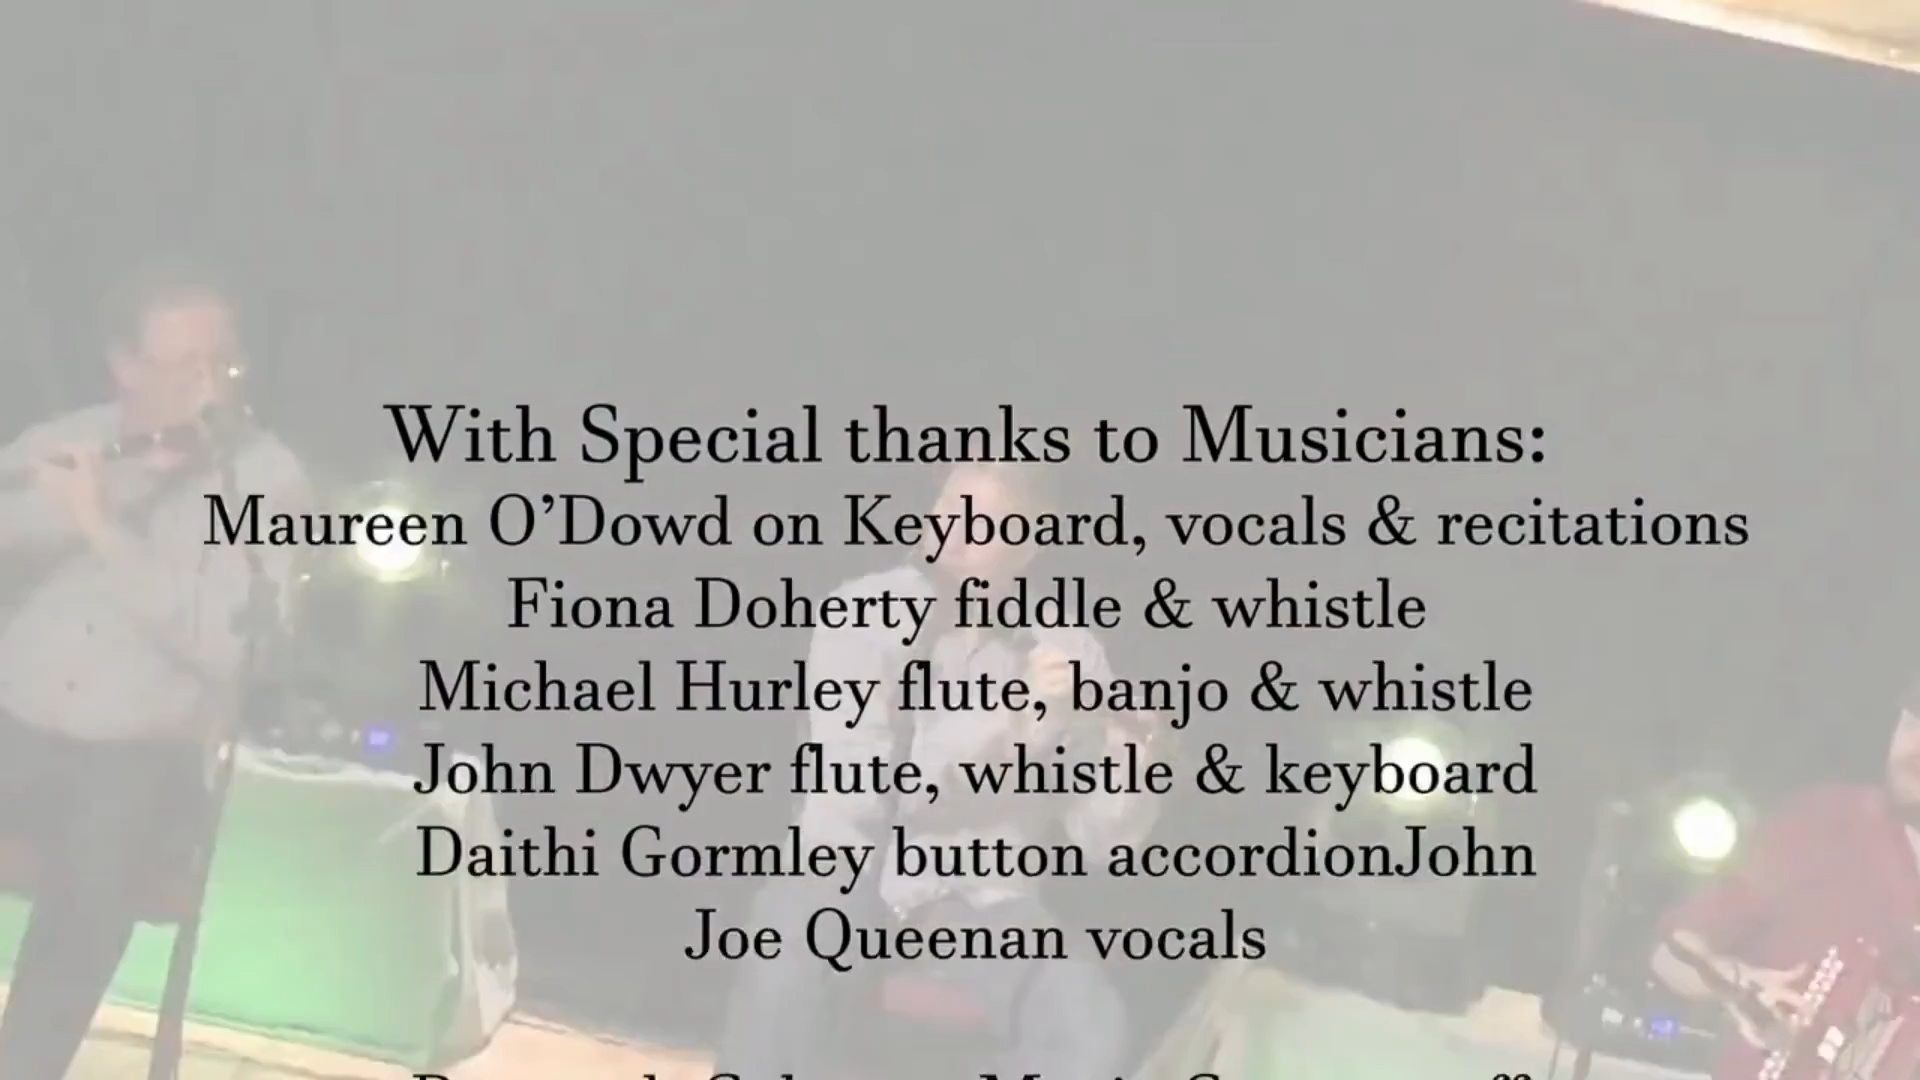 With Special thanks to Musicians:
Maureen O’Dowd on Keyboard, vocals & recitations
Fiona Doherty fiddle & whistle
Michael Hurley flute, banjo & whistle
John Dwyer flute, whistle & keyboard
Daithi Gormley button accordionJohn
Joe Queenan vocals